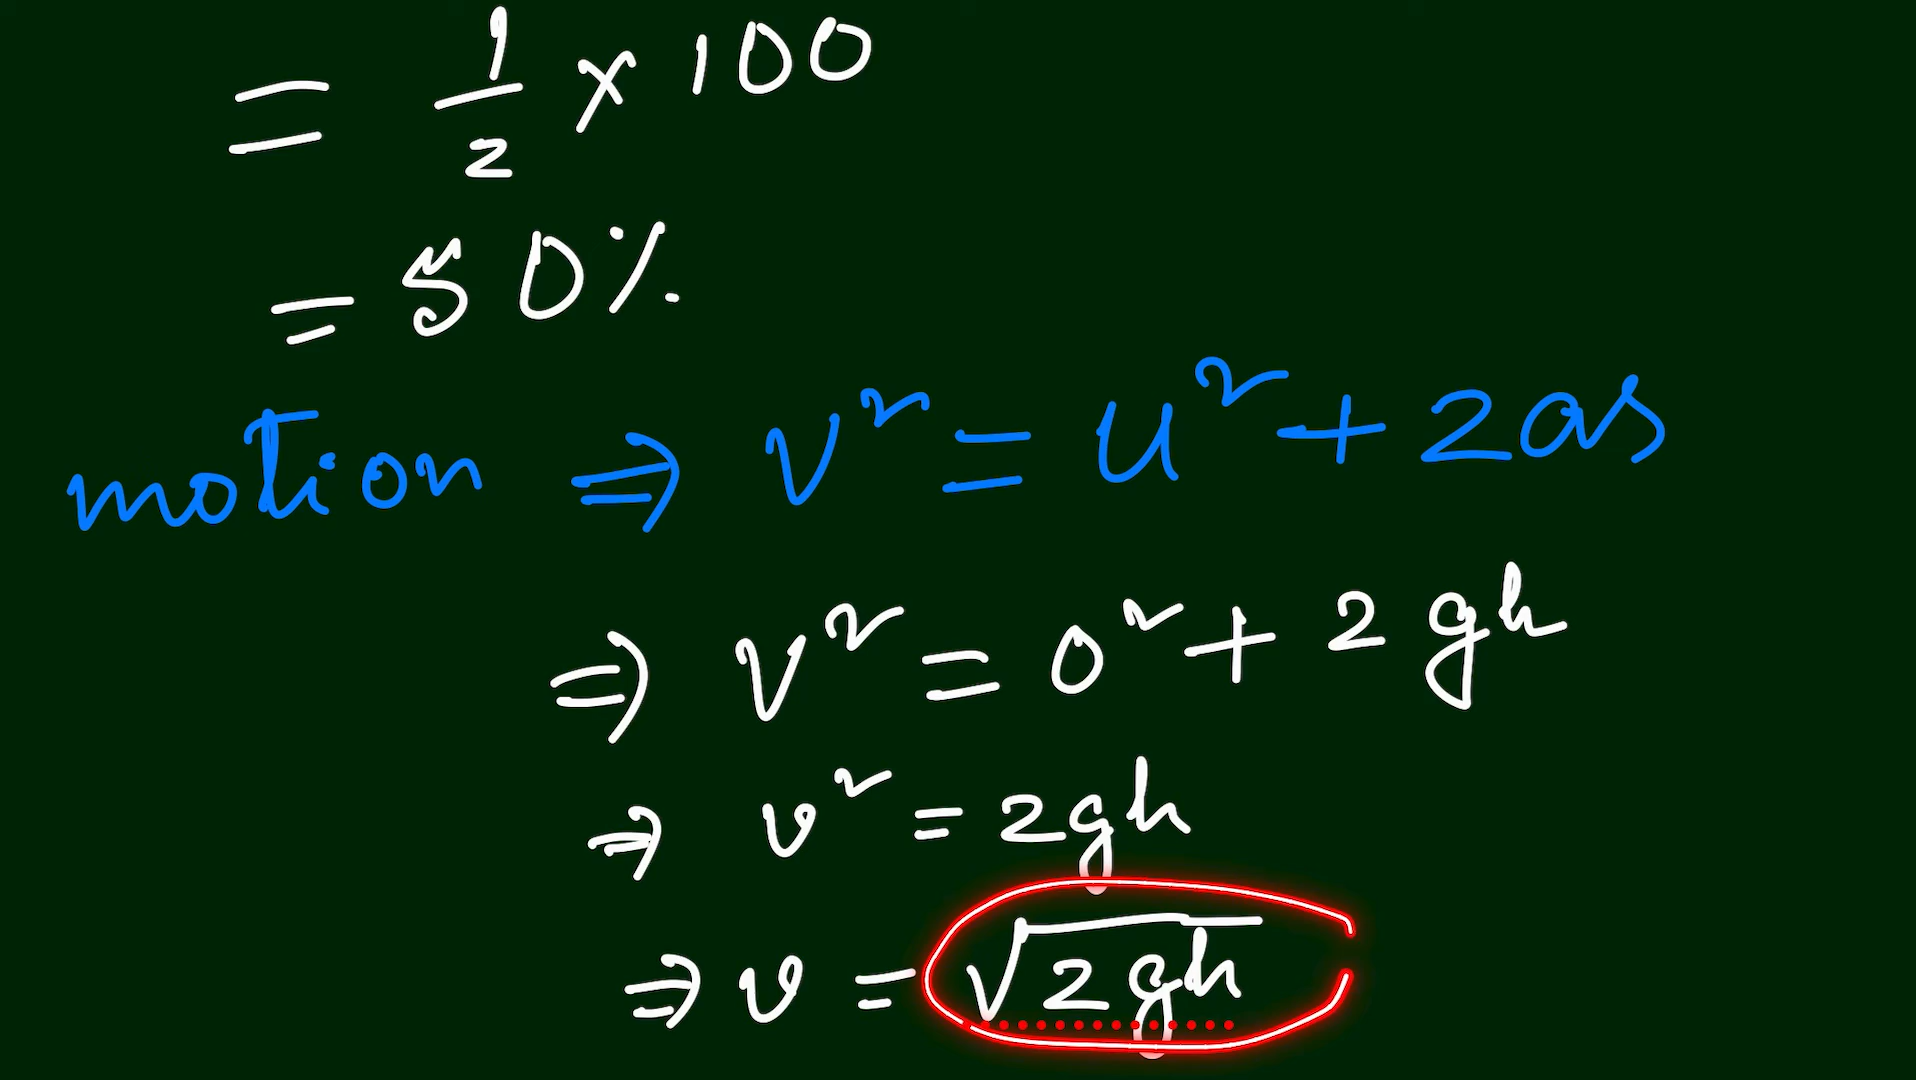 = 1/2 × 100
= 50%
motion ⇒ v² = u² + 2as
⇒ v² = 0² + 2gh
⇒ v² = 2gh
⇒ v = √2gh